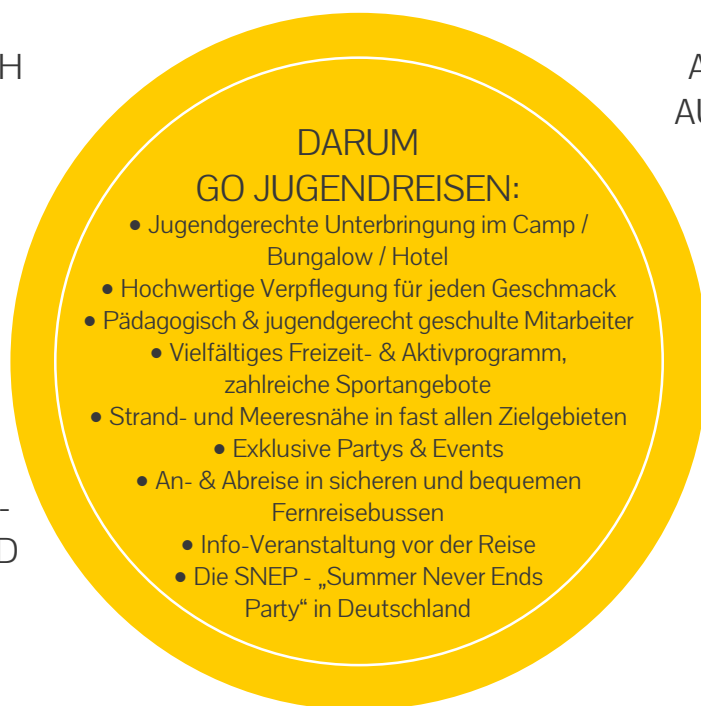 H
A
AU
DARUM
GO JUGENDREISEN:
• Jugendgerechte Unterbringung im Camp /
Bungalow / Hotel
• Hochwertige Verpflegung für jeden Geschmack
• Pädagogisch & jugendgerecht geschulte Mitarbeiter
• Vielfältiges Freizeit- & Aktivprogramm,
zahlreiche Sportangebote
• Strand- und Meeresnähe in fast allen Zielgebieten
• Exklusive Partys & Events
• An- & Abreise in sicheren und bequemen
Fernreisebussen
• Info-Veranstaltung vor der Reise
• Die SNEP - „Summer Never Ends
Party“ in Deutschland
-
D